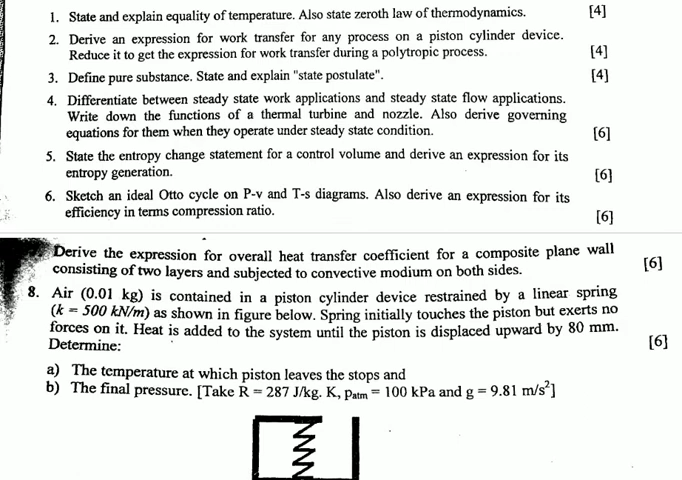 1. State and explain equality of temperature. Also state zeroth law of thermodynamics. [4]
2. Derive an expression for work transfer for any process on a piston cylinder device.
Reduce it to get the expression for work transfer during a polytropic process. [4]
3. Define pure substance. State and explain "state postulate". [4]
4. Differentiate between steady state work applications and steady state flow applications.
Write down the functions of a thermal turbine and nozzle. Also derive governing
equations for them when they operate under steady state condition. [6]
5. State the entropy change statement for a control volume and derive an expression for its
entropy generation. [6]
6. Sketch an ideal Otto cycle on P-v and T-s diagrams. Also derive an expression for its
efficiency in terms compression ratio. [6]
Derive the expression for overall heat transfer coefficient for a composite plane wall
consisting of two layers and subjected to convective modium on both sides. [6]
8. Air (0.01 kg) is contained in a piston cylinder device restrained by a linear spring
(k = 500 kN/m) as shown in figure below. Spring initially touches the piston but exerts no
forces on it. Heat is added to the system until the piston is displaced upward by 80 mm.
Determine: [6]
a) The temperature at which piston leaves the stops and
b) The final pressure. [Take R = 287 J/kg. K, patm = 100 kPa and g = 9.81 m/s²]